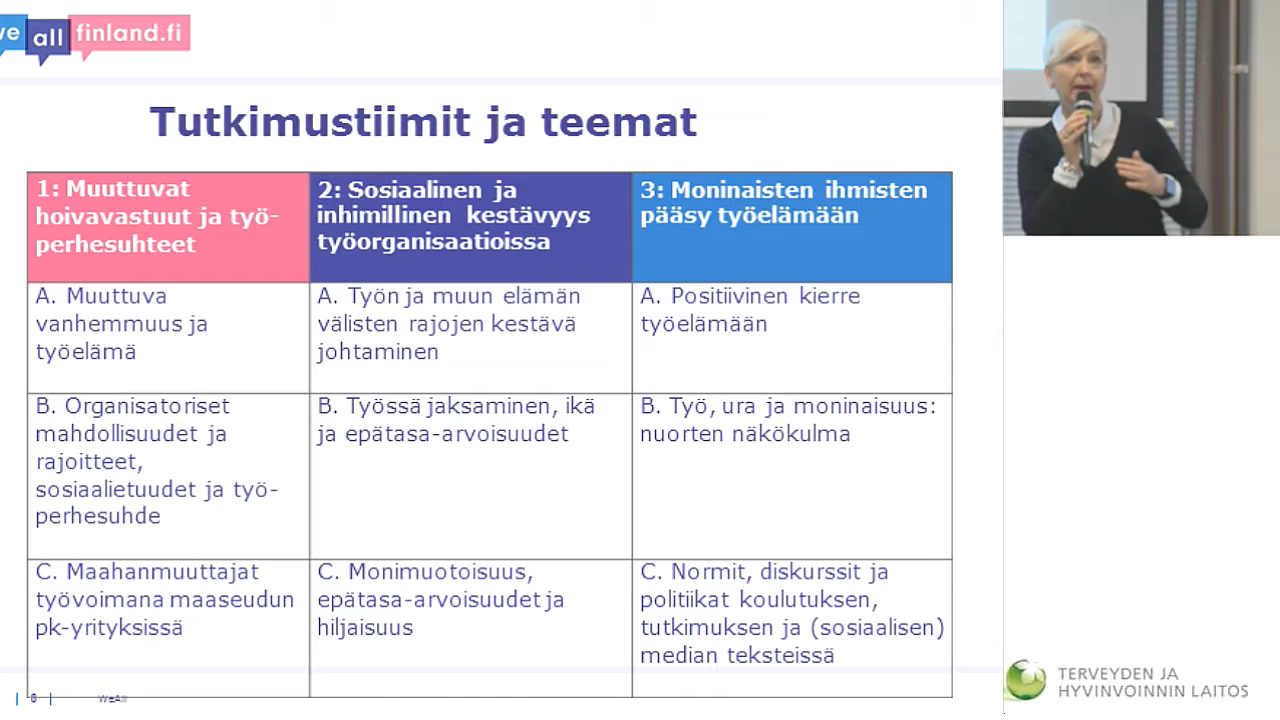 we
all
finland.fi
Tutkimustiimit ja teemat
1: Muuttuvat
hoivavastuut ja työ-
perhesuhteet
2: Sosiaalinen ja
inhimillinen kestävyys
työorganisaatioissa
3: Moninaisten ihmisten
pääsy työelämään
A. Muuttuva
vanhemmuus ja
työelämä
A. Työn ja muun elämän
välisten rajojen kestävä
johtaminen
A. Positiivinen kierre
työelämään
B. Organisatoriset
mahdollisuudet ja
rajoitteet,
sosiaalietuudet ja työ-
perhesuhde
B. Työssä jaksaminen, ikä
ja epätasa-arvoisuudet
B. Työ, ura ja moninaisuus:
nuorten näkökulma
C. Maahanmuuttajat
työvoimana maaseudun
pk-yrityksissä
C. Monimuotoisuus,
epätasa-arvoisuudet ja
hiljaisuus
C. Normit, diskurssit ja
politiikat koulutuksen,
tutkimuksen ja (sosiaalisen)
median teksteissä
| 6 | WeAll
TERVEYDEN JA
HYVINVOINNIN LAITOS